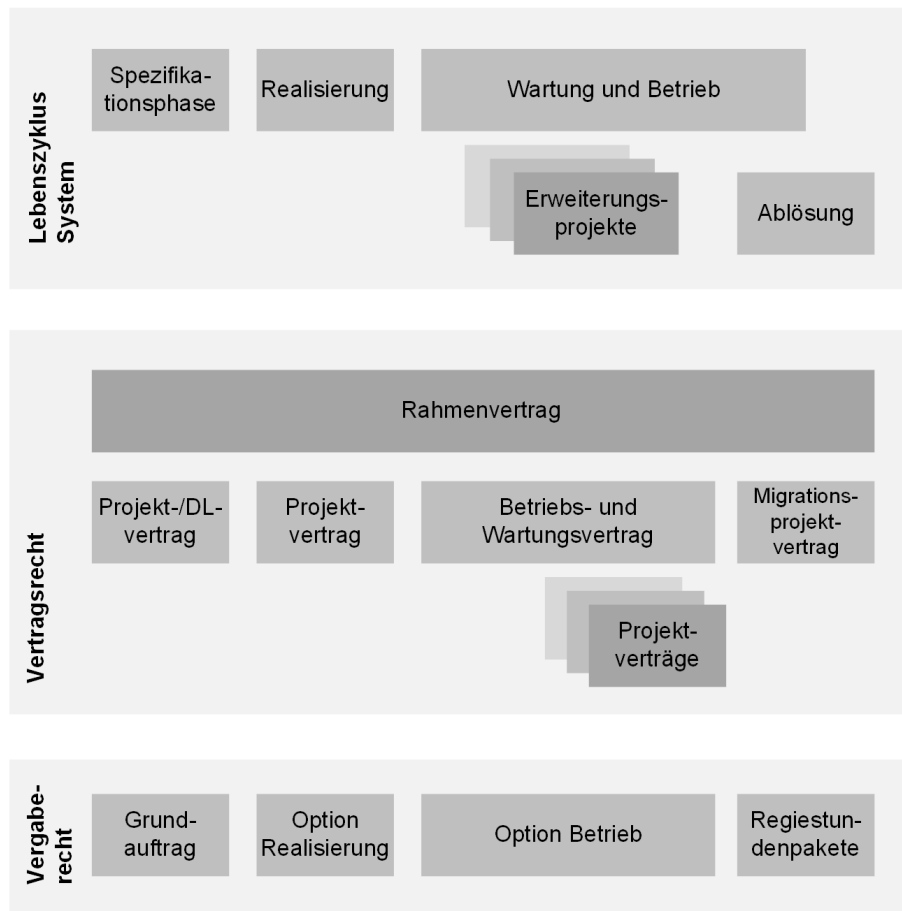 Lebenszyklus
System
Spezifika-
tionsphase
Realisierung
Wartung und Betrieb
Erweiterungs-
projekte
Ablösung
Vertragsrecht
Rahmenvertrag
Projekt-/DL-
vertrag
Projekt-
vertrag
Betriebs- und
Wartungsvertrag
Migrations-
projekt-
vertrag
Projekt-
verträge
Vergabe-
recht
Grund-
auftrag
Option
Realisierung
Option Betrieb
Regiestun-
denpakete